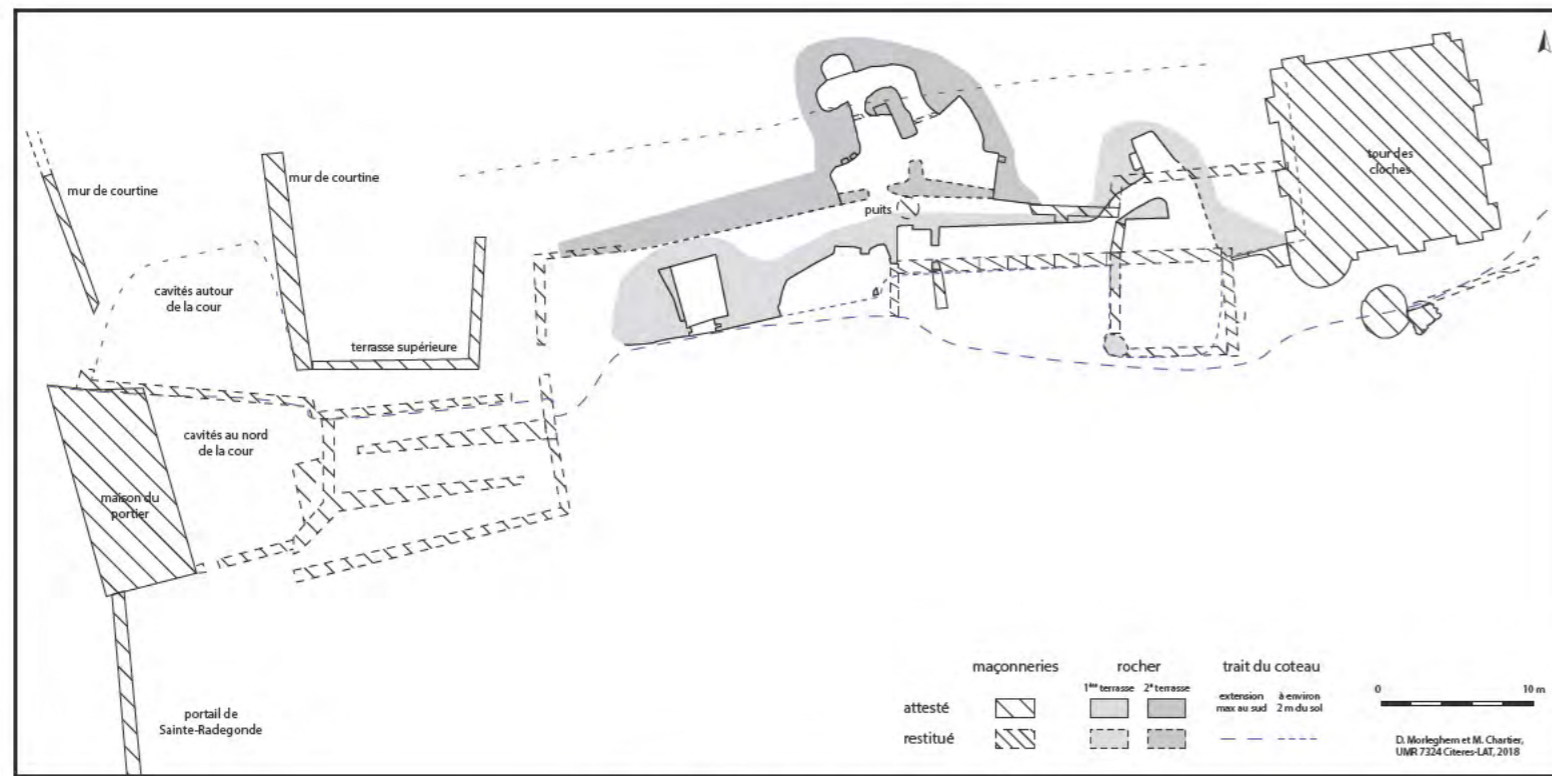 mur de courtine
mur de courtine
tour des
cloches
puits
cavités autour
de la cour
terrasse supérieure
cavités au nord
de la cour
maison du
portier
portail de
Sainte-Radegonde
maçonneries
rocher
trait du coteau
1ère terrasse
2e terrasse
extension
max au sud
à environ
2 m du sol
attesté
restitué
0
10 m
D. Morleghem et M. Chartier,
UMR 7324 Citeres-LAT, 2018